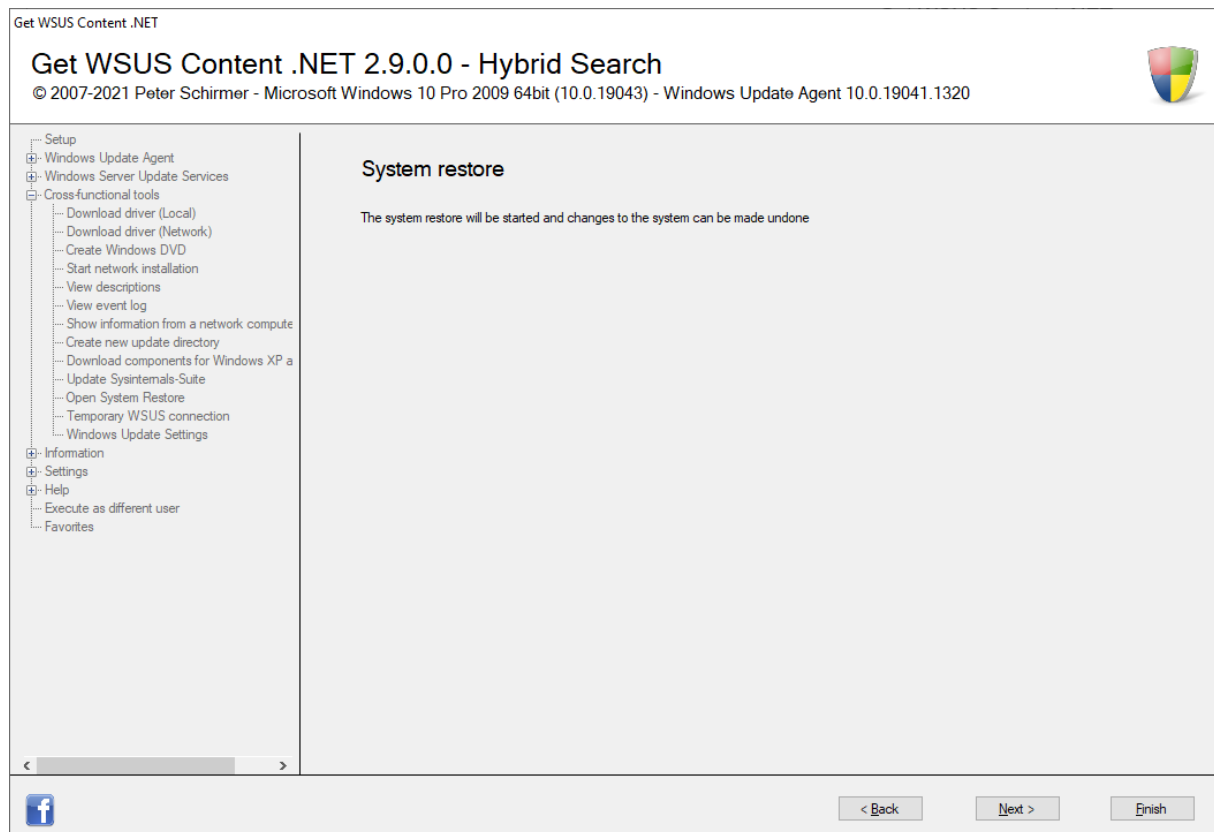 Get WSUS Content .NET
Get WSUS Content .NET 2.9.0.0 - Hybrid Search
© 2007-2021 Peter Schirmer - Microsoft Windows 10 Pro 2009 64bit (10.0.19043) - Windows Update Agent 10.0.19041.1320
Setup
Windows Update Agent
Windows Server Update Services
Cross-functional tools
Download driver (Local)
Download driver (Network)
Create Windows DVD
Start network installation
View descriptions
View event log
Show information from a network compute
Create new update directory
Download components for Windows XP a
Update Sysinternals-Suite
Open System Restore
Temporary WSUS connection
Windows Update Settings
Information
Settings
Help
Execute as different user
Favorites
System restore
The system restore will be started and changes to the system can be made undone
< Back
Next >
Finish